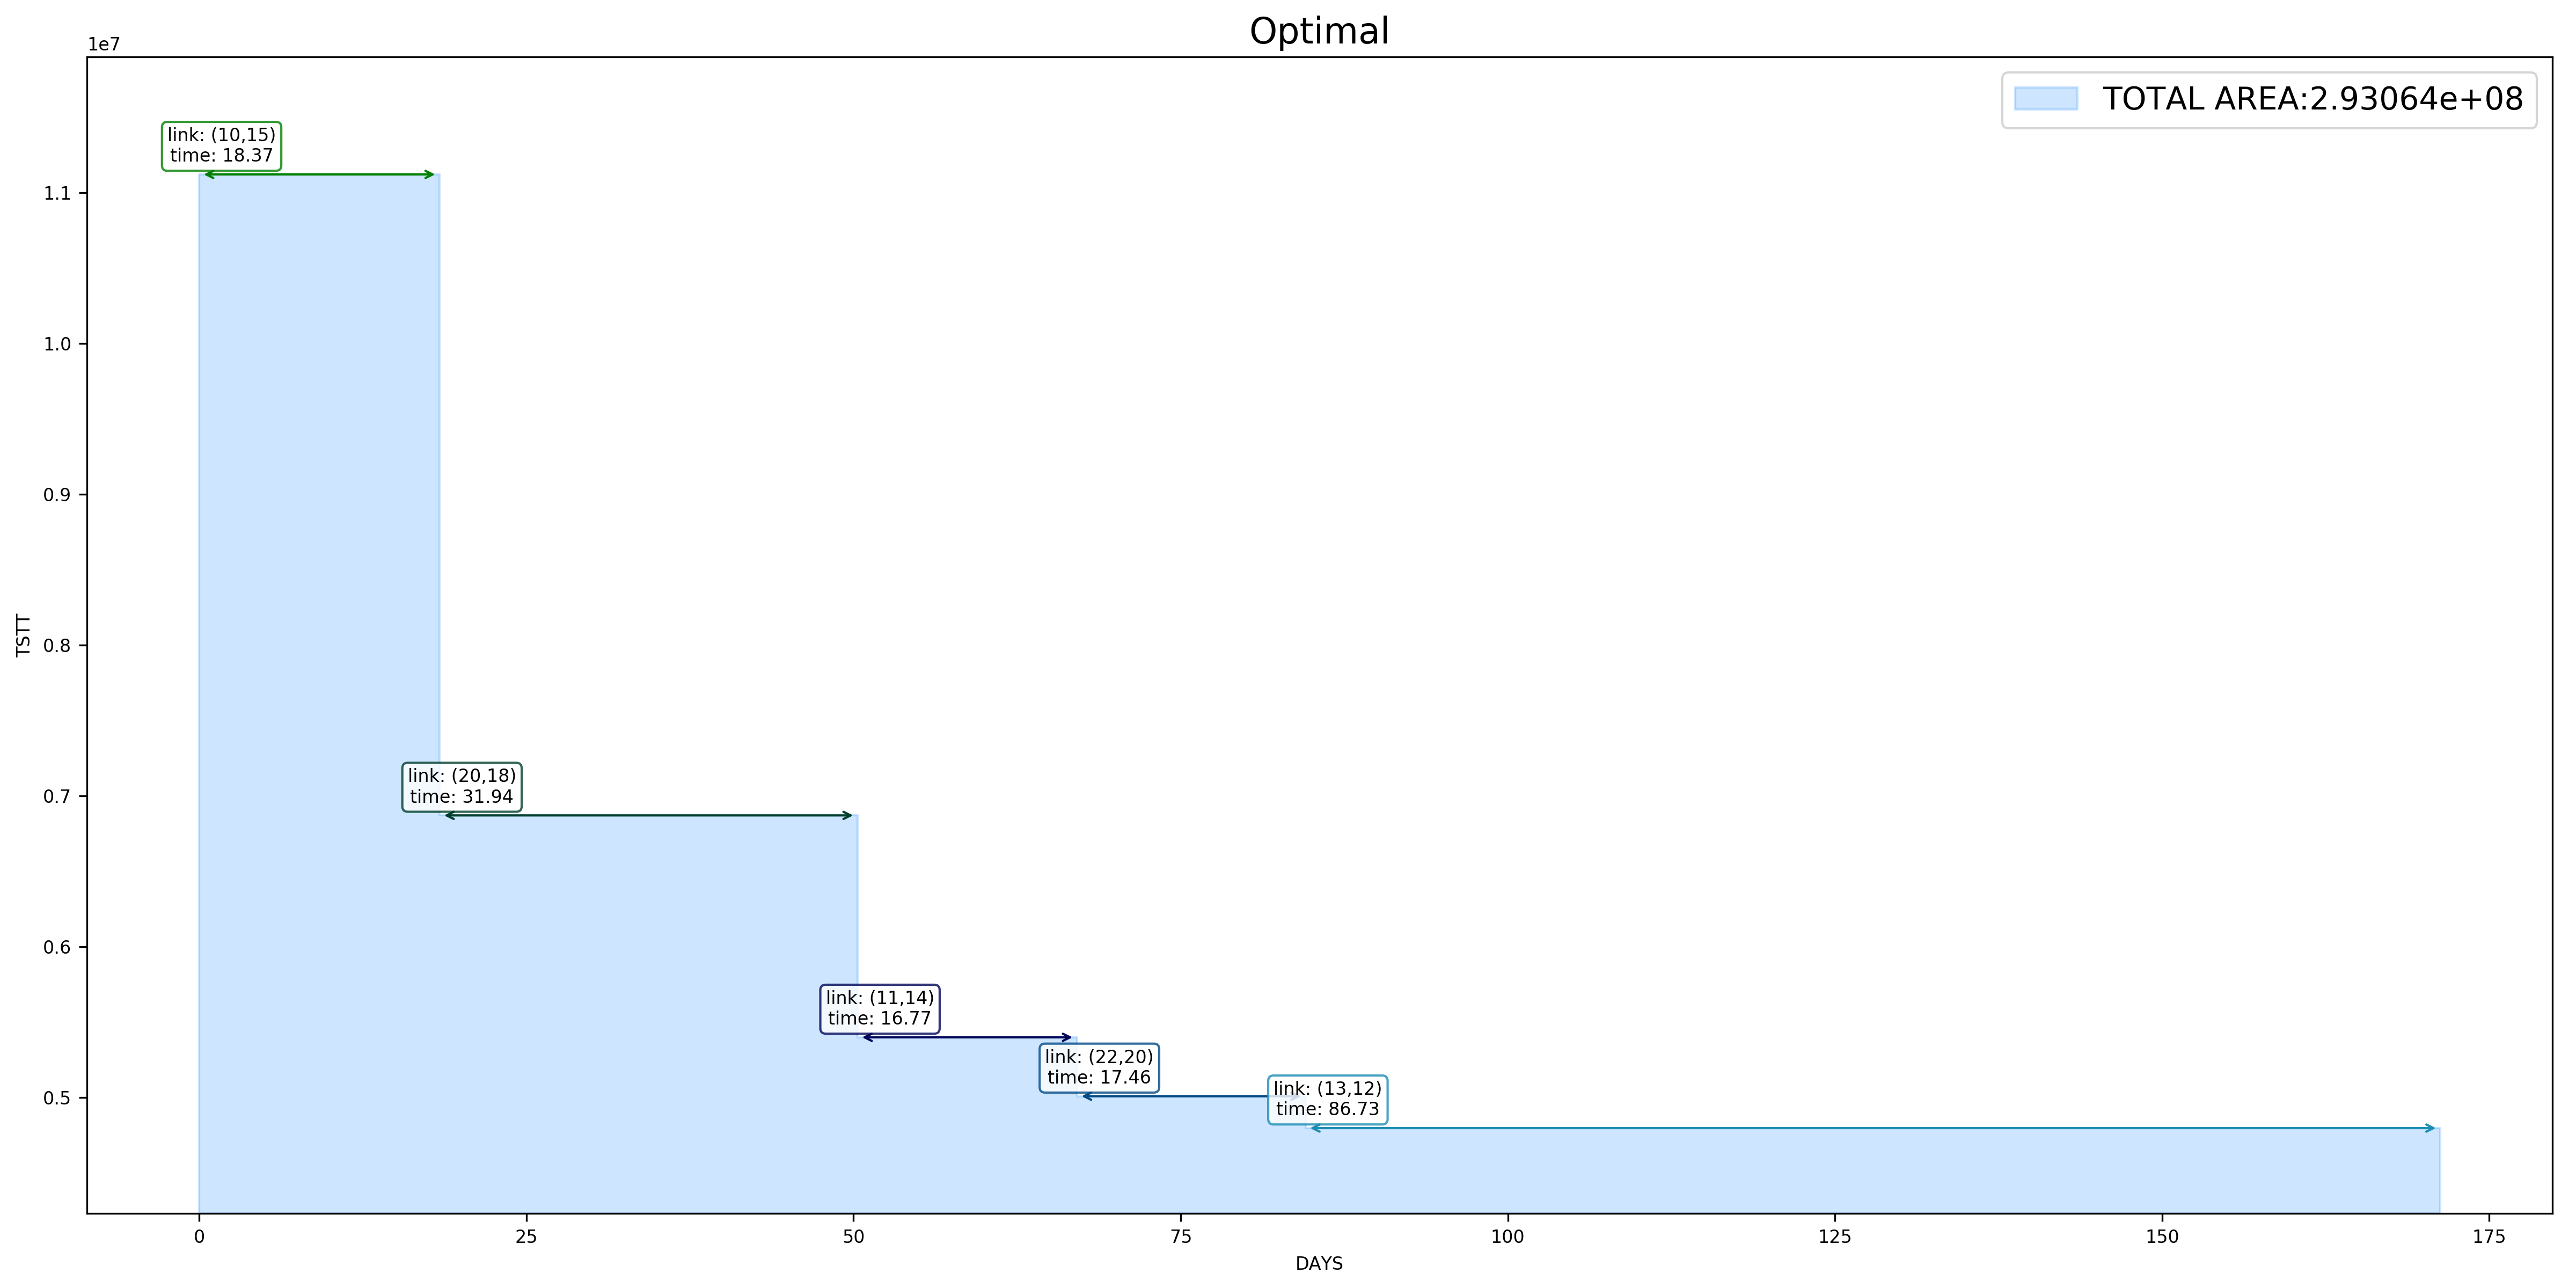 Optimal
1e7
TOTAL AREA:2.93064e+08
link: (10,15)
time: 18.37
1.1
1.0
0.9
0.8
link: (20,18)
time: 31.94
0.7
TSTT
0.6
link: (11,14)
time: 16.77
link: (22,20)
time: 17.46
link: (13,12)
time: 86.73
0.5
0 25 50 75 100 125 150 175
DAYS